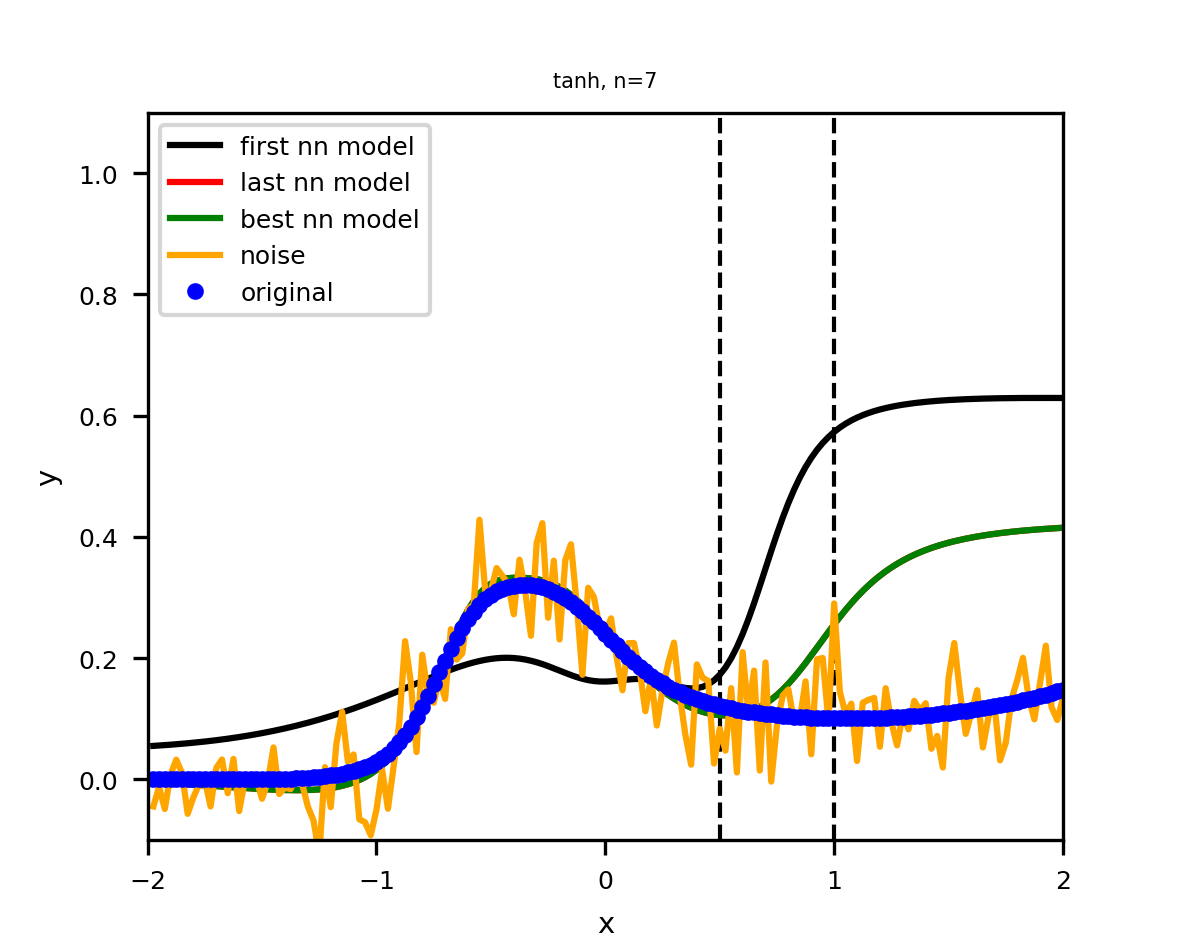 tanh, n=7
first nn model
last nn model
best nn model
noise
original
1.0
0.8
0.6
0.4
0.2
0.0
y
−2
−1
0
1
2
x